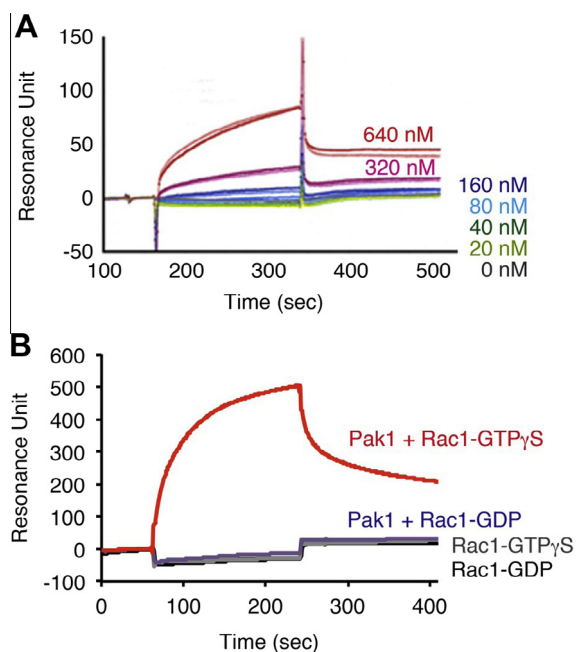 A
150
100
50
0
-50
Resonance Unit
640 nM
320 nM
160 nM
80 nM
40 nM
20 nM
0 nM
100
200
300
400
500
Time (sec)
B
600
500
400
300
200
100
0
-100
Resonance Unit
Pak1 + Rac1-GTPγS
Pak1 + Rac1-GDP
Rac1-GTPγS
Rac1-GDP
0
100
200
300
400
Time (sec)